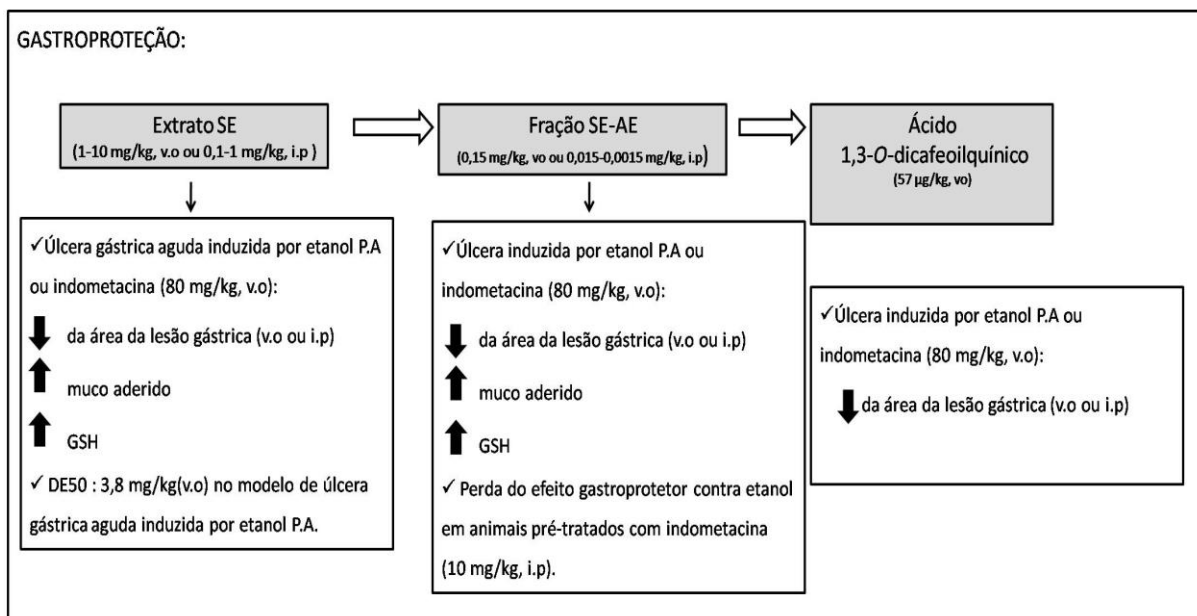 GASTROPROTEÇÃO:
Extrato SE
(1-10 mg/kg, v.o ou 0,1-1 mg/kg, i.p )
Fração SE-AE
(0,15 mg/kg, vo ou 0,015-0,0015 mg/kg, i.p)
Ácido
1,3-O-dicafeoilquínico
(57 µg/kg, vo)
✓Úlcera gástrica aguda induzida por etanol P.A
ou indometacina (80 mg/kg, v.o):
da área da lesão gástrica (v.o ou i.p)
muco aderido
GSH
✓ DE50 : 3,8 mg/kg(v.o) no modelo de úlcera
gástrica aguda induzida por etanol P.A.
✓Úlcera induzida por etanol P.A ou
indometacina (80 mg/kg, v.o):
da área da lesão gástrica (v.o ou i.p)
muco aderido
GSH
✓ Perda do efeito gastroprotetor contra etanol
em animais pré-tratados com indometacina
(10 mg/kg, i.p).
✓Úlcera induzida por etanol P.A ou
indometacina (80 mg/kg, v.o):
da área da lesão gástrica (v.o ou i.p)